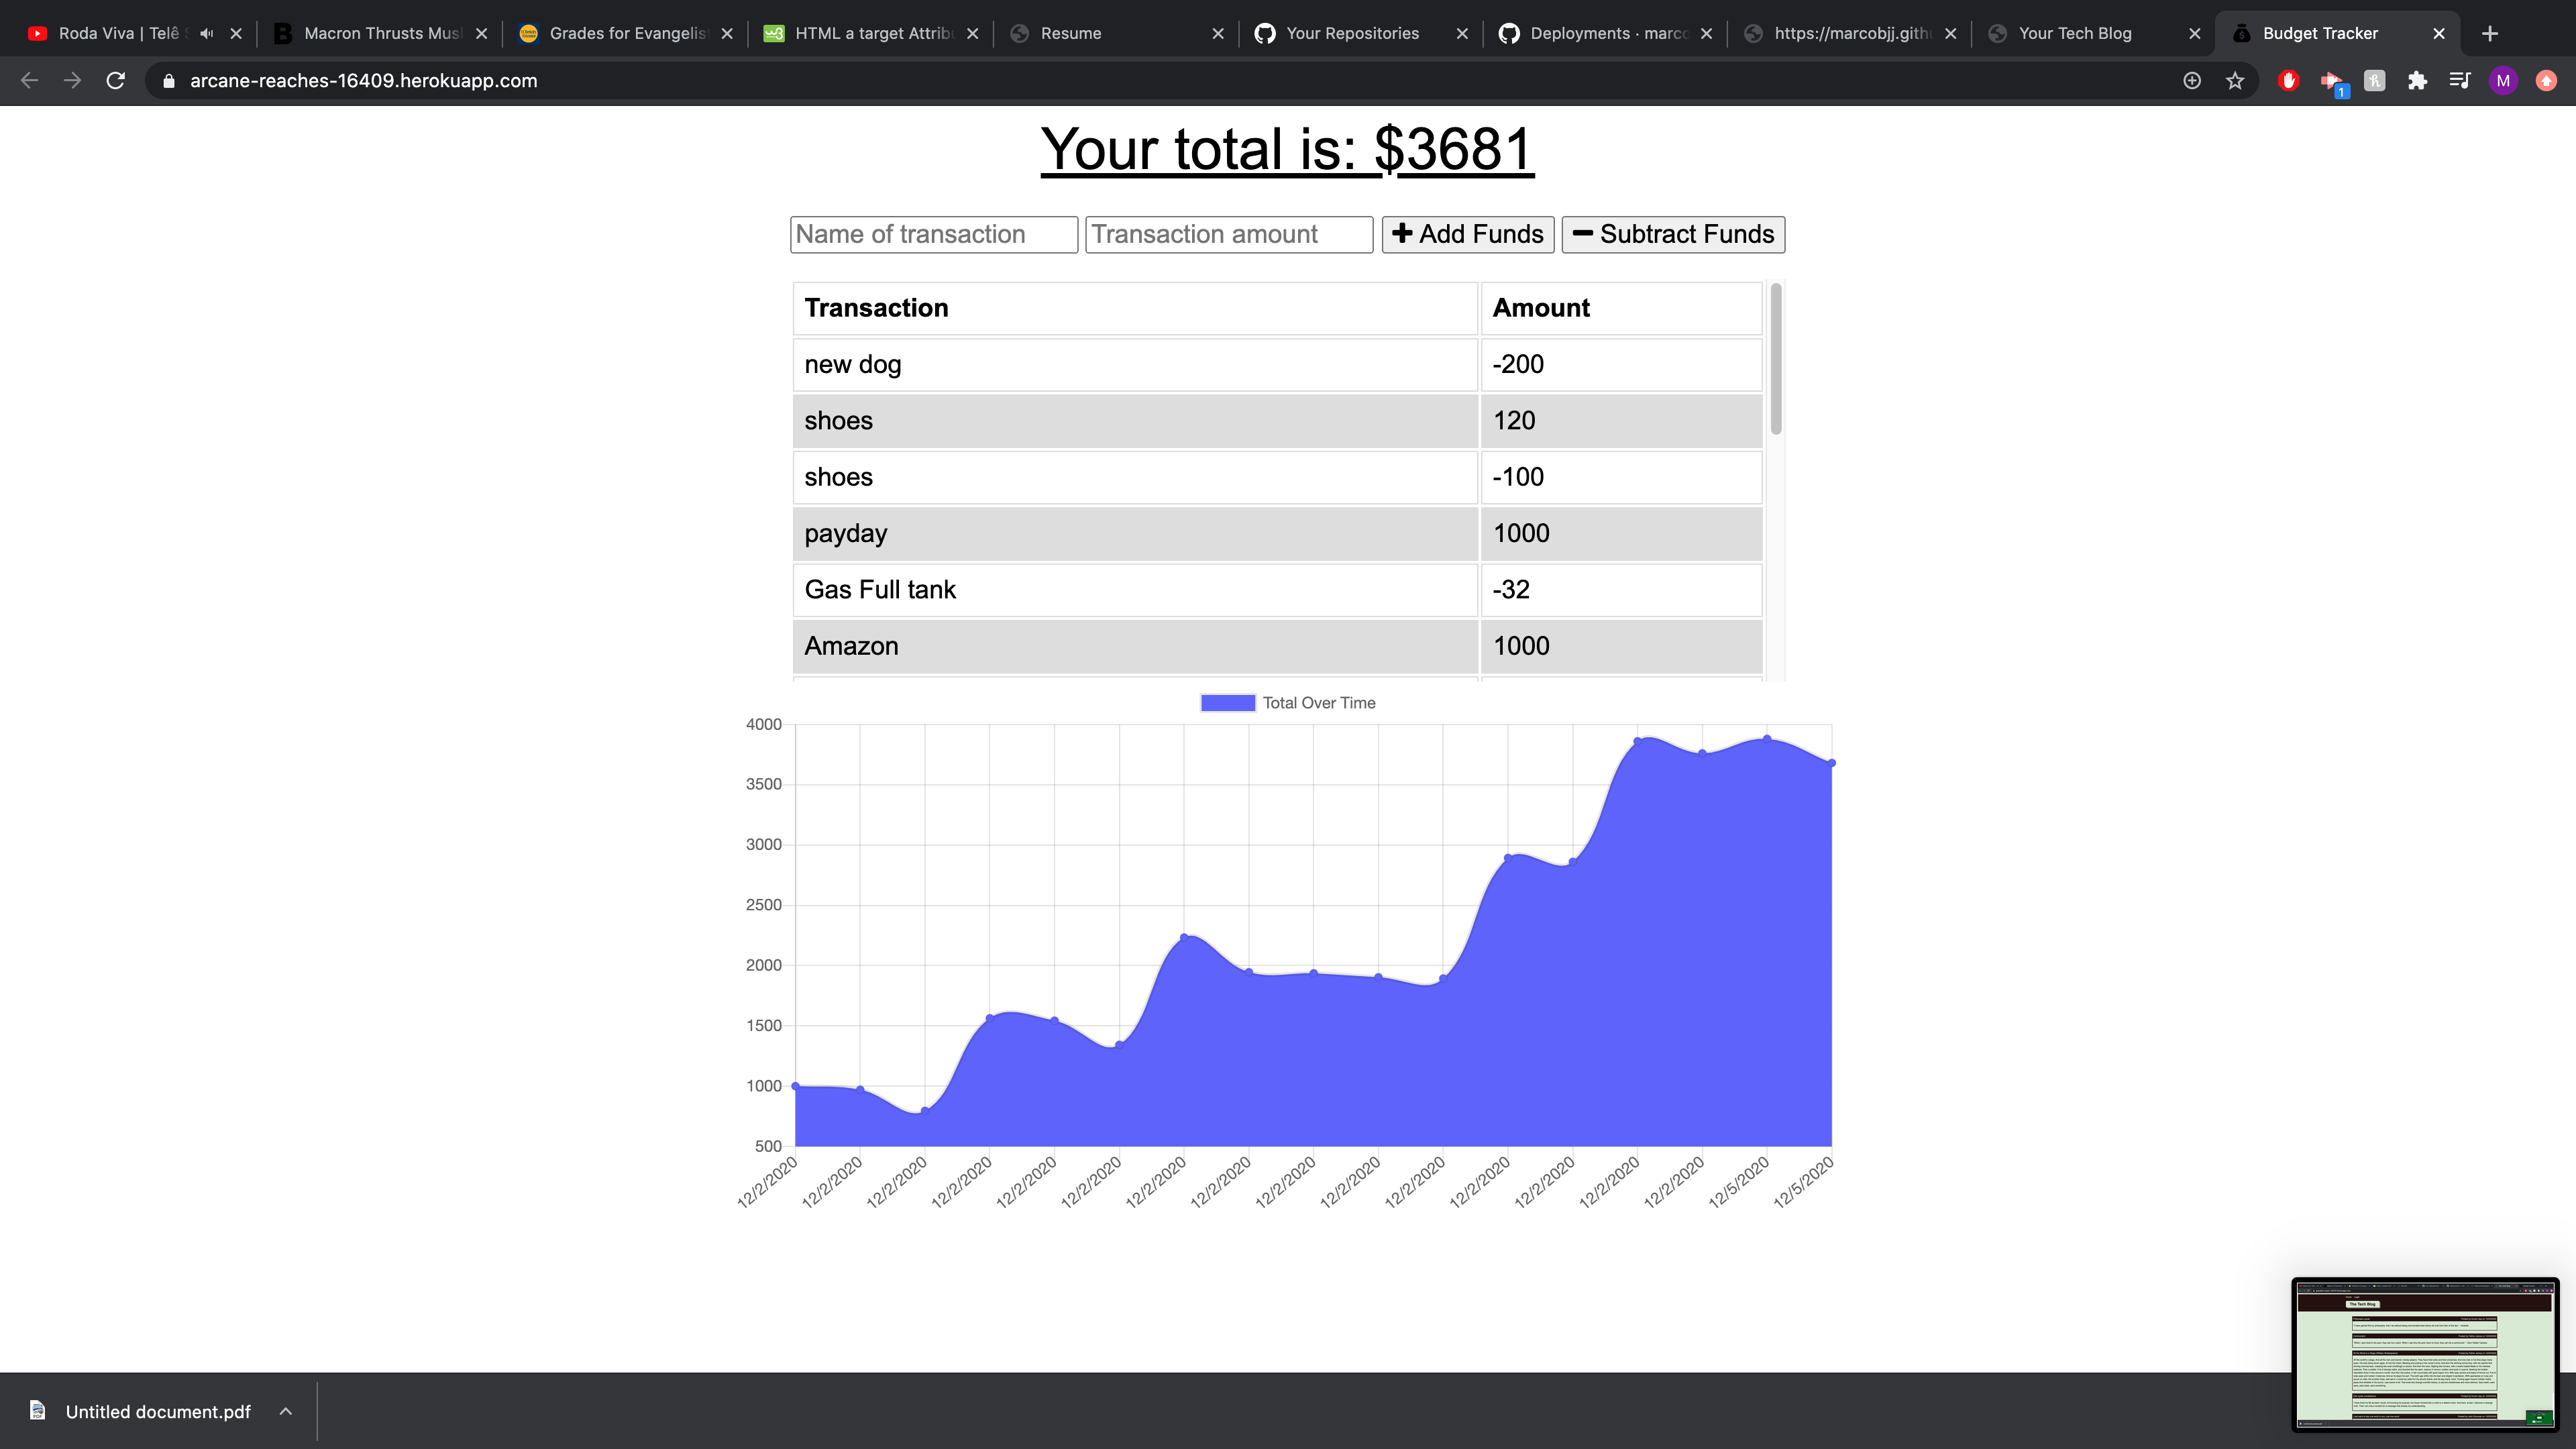 Roda Viva | Telê
Macron Thrusts Mus
Grades for Evangelis
HTML a target Attrib
Resume
Your Repositories
Deployments · marco
https://marcobjj.gith
Your Tech Blog
Budget Tracker
arcane-reaches-16409.herokuapp.com
1
M
Your total is: $3681
Name of transaction Transaction amount Add Funds Subtract Funds
Transaction Amount
new dog -200
shoes 120
shoes -100
payday 1000
Gas Full tank -32
Amazon 1000
Total Over Time
4000
3500
3000
2500
2000
1500
1000
500
12/2/2020 12/2/2020 12/2/2020 12/2/2020 12/2/2020 12/2/2020 12/2/2020 12/2/2020 12/2/2020 12/2/2020 12/2/2020 12/2/2020 12/2/2020 12/2/2020 12/2/2020 12/5/2020 12/5/2020
The Tech Blog
Untitled document.pdf